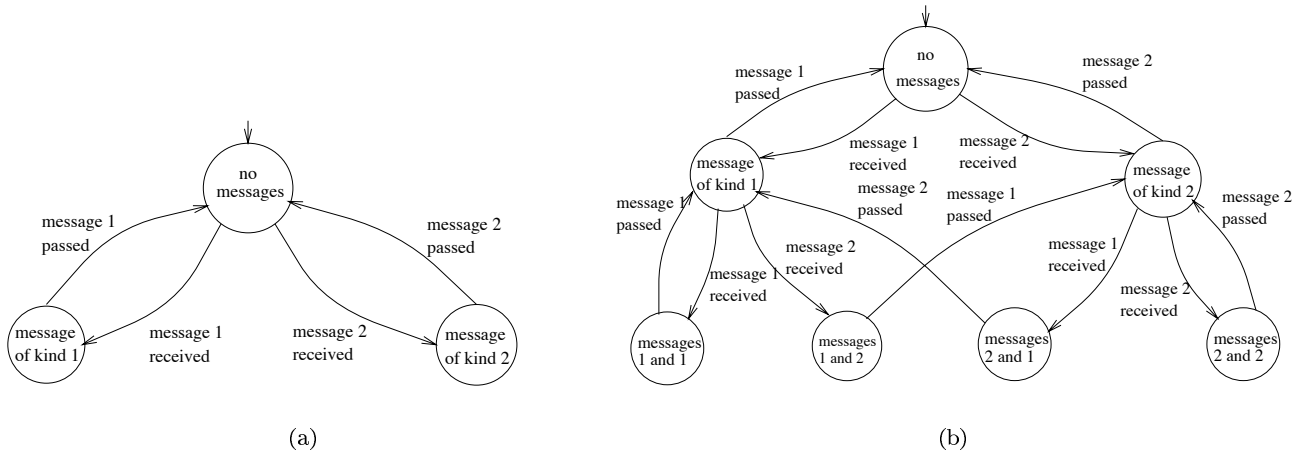 no
messages
message 1
passed
message 2
passed
message
of kind 1
message 1
received
message 2
received
message
of kind 2
(a)
no
messages
message 1
passed
message 2
passed
message 1
received
message 2
received
message
of kind 1
message
of kind 2
message 1
passed
message 2
passed
message 1
passed
message 2
passed
message 1
received
message 2
received
message 1
received
message 2
received
messages
1 and 1
messages
1 and 2
messages
2 and 1
messages
2 and 2
(b)